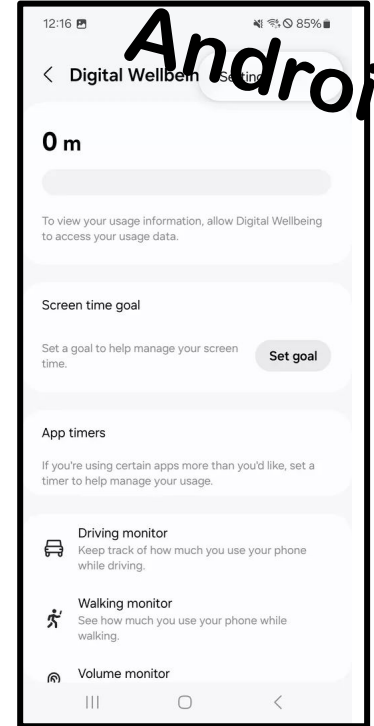 12:16 85%
Androi
Digital Wellbein Setting
0 m
To view your usage information, allow Digital Wellbeing
to access your usage data.
Screen time goal
Set a goal to help manage your screen
time.
Set goal
App timers
If you're using certain apps more than you'd like, set a
timer to help manage your usage.
Driving monitor
Keep track of how much you use your phone
while driving.
Walking monitor
See how much you use your phone while
walking.
Volume monitor